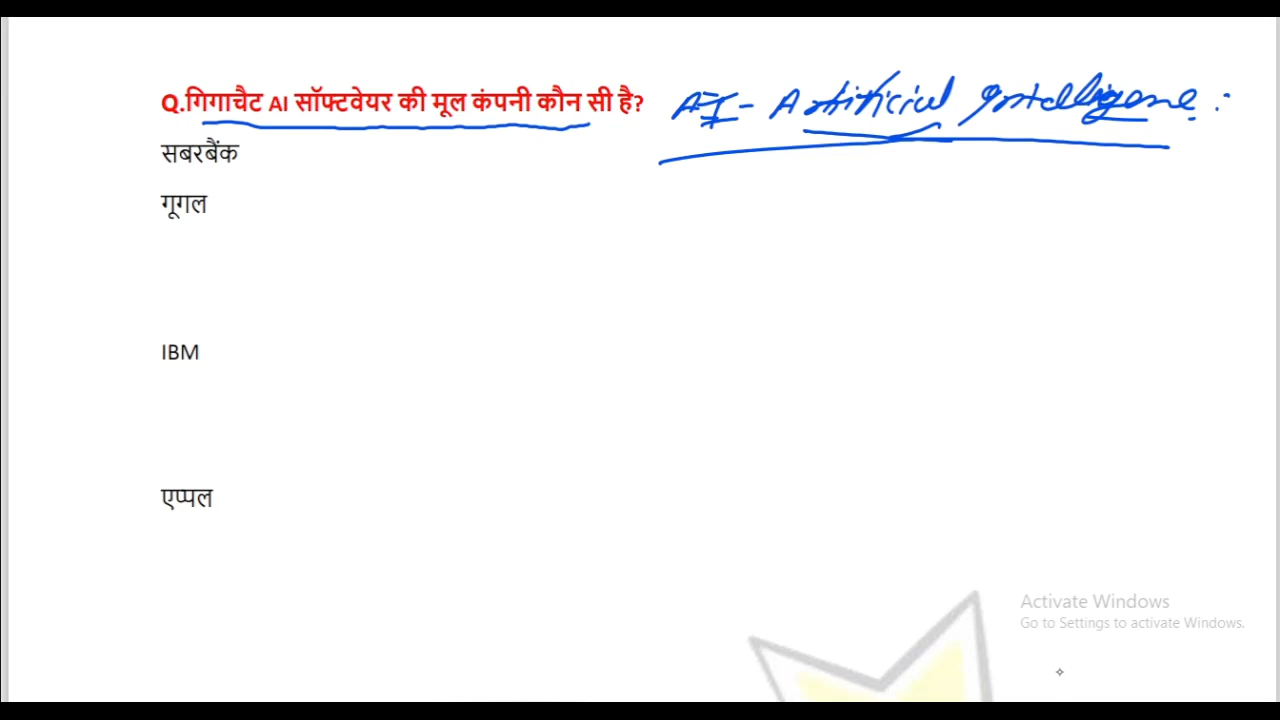 Q.गिगाचैट AI सॉफ्टवेयर की मूल कंपनी कौन सी है? AI - Artificial Intelligence :
सबरबैंक
गूगल
IBM
एप्पल
Activate Windows
Go to Settings to activate Windows.